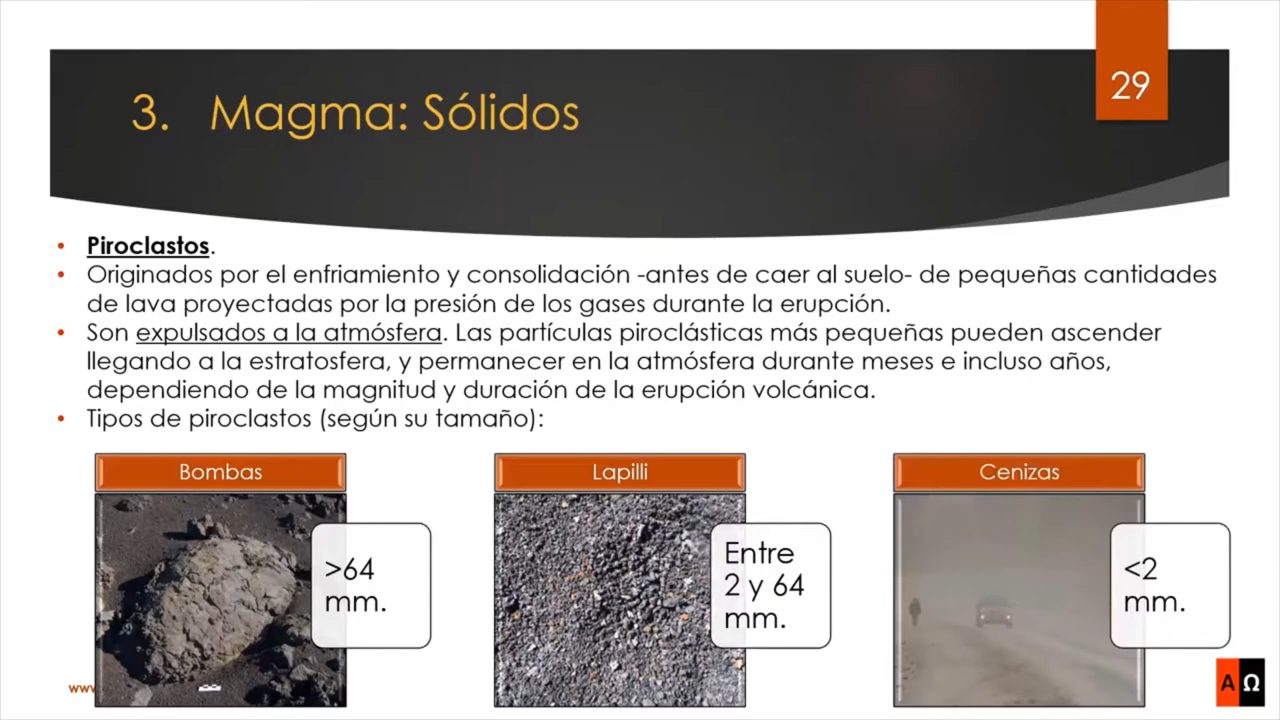 29
3. Magma: Sólidos
• Piroclastos.
• Originados por el enfriamiento y consolidación -antes de caer al suelo- de pequeñas cantidades
de lava proyectadas por la presión de los gases durante la erupción.
• Son expulsados a la atmósfera. Las partículas piroclásticas más pequeñas pueden ascender
llegando a la estratosfera, y permanecer en la atmósfera durante meses e incluso años,
dependiendo de la magnitud y duración de la erupción volcánica.
• Tipos de piroclastos (según su tamaño):
Bombas
>64
mm.
Lapilli
Entre
2 y 64
mm.
Cenizas
<2
mm.
www
ΑΩ